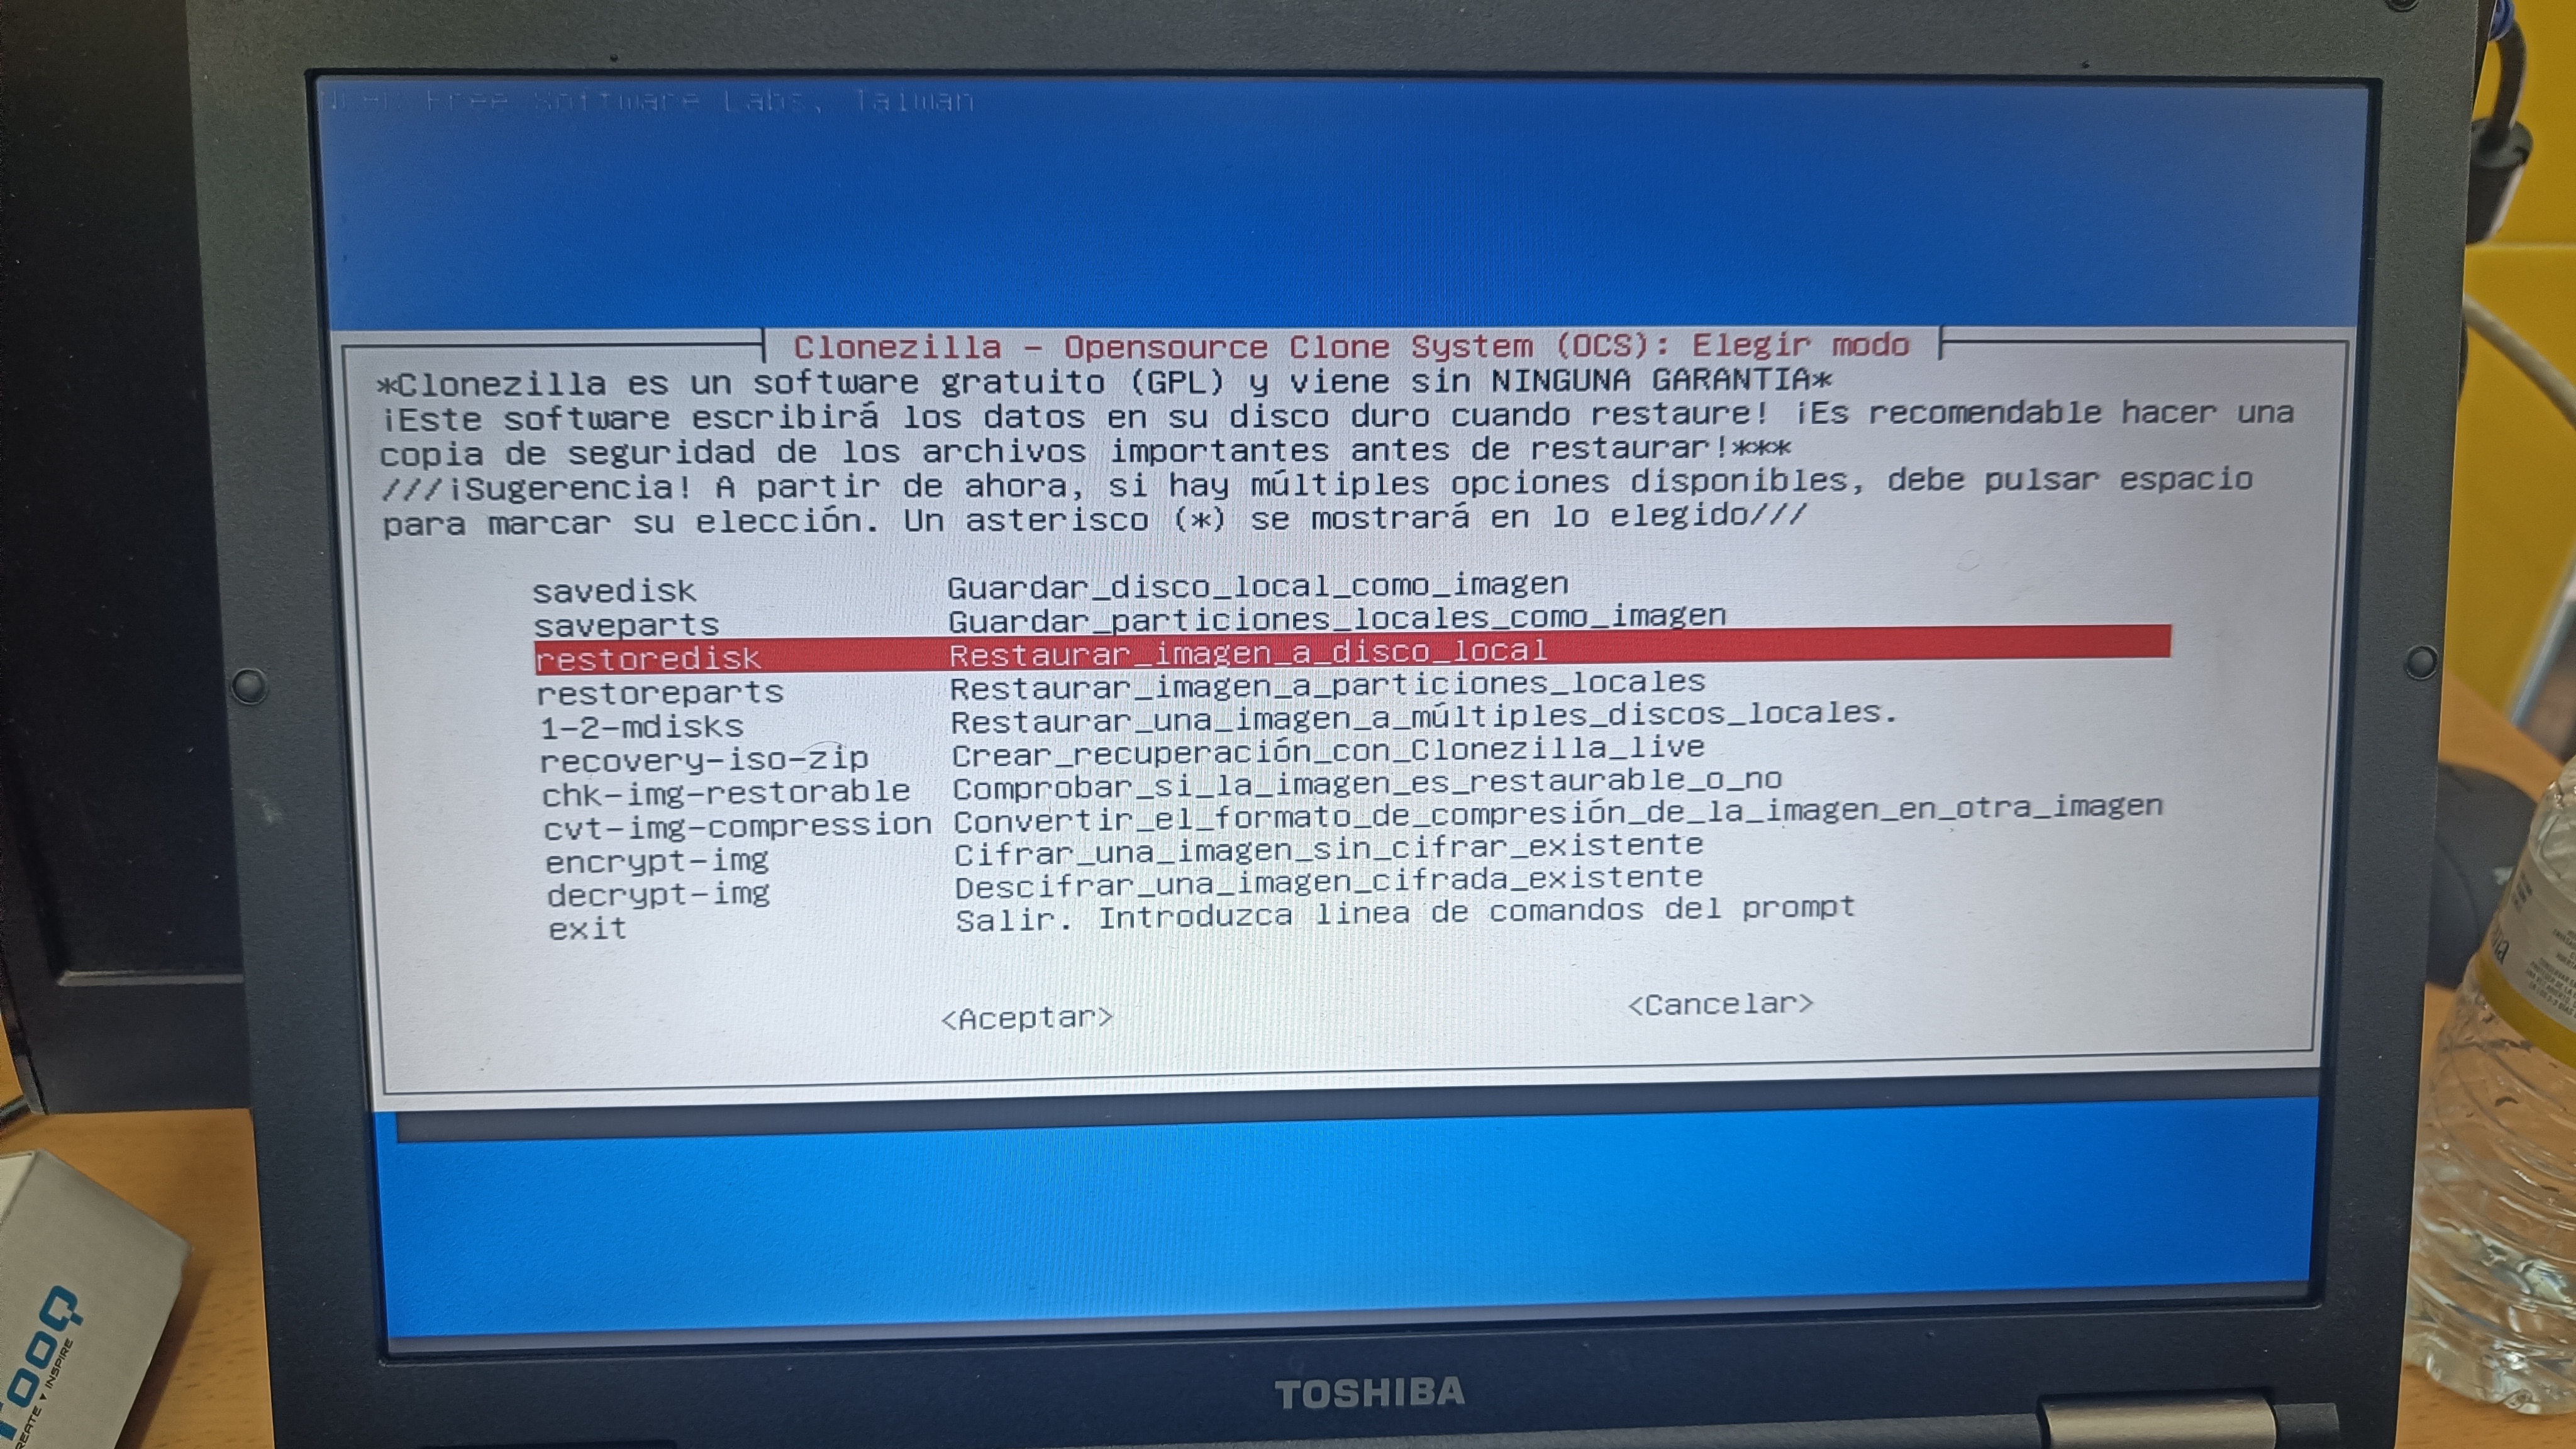 NCHC Free Software Labs, Taiwan
Clonezilla - Opensource Clone System (OCS): Elegir modo
*Clonezilla es un software gratuito (GPL) y viene sin NINGUNA GARANTIA*
¡Este software escribirá los datos en su disco duro cuando restaure! ¡Es recomendable hacer una
copia de seguridad de los archivos importantes antes de restaurar!***
///¡Sugerencia! A partir de ahora, si hay múltiples opciones disponibles, debe pulsar espacio
para marcar su elección. Un asterisco (*) se mostrará en lo elegido///
savedisk Guardar_disco_local_como_imagen
saveparts Guardar_particiones_locales_como_imagen
restoredisk Restaurar_imagen_a_disco_local
restoreparts Restaurar_imagen_a_particiones_locales
1-2-mdisks Restaurar_una_imagen_a_múltiples_discos_locales.
recovery-iso-zip Crear_recuperación_con_Clonezilla_live
chk-img-restorable Comprobar_si_la_imagen_es_restaurable_o_no
cvt-img-compression Convertir_el_formato_de_compresión_de_la_imagen_en_otra_imagen
encrypt-img Cifrar_una_imagen_sin_cifrar_existente
decrypt-img Descifrar_una_imagen_cifrada_existente
exit Salir. Introduzca linea de comandos del prompt
<Aceptar> <Cancelar>
TOSHIBA
TooQ
INSPIRE